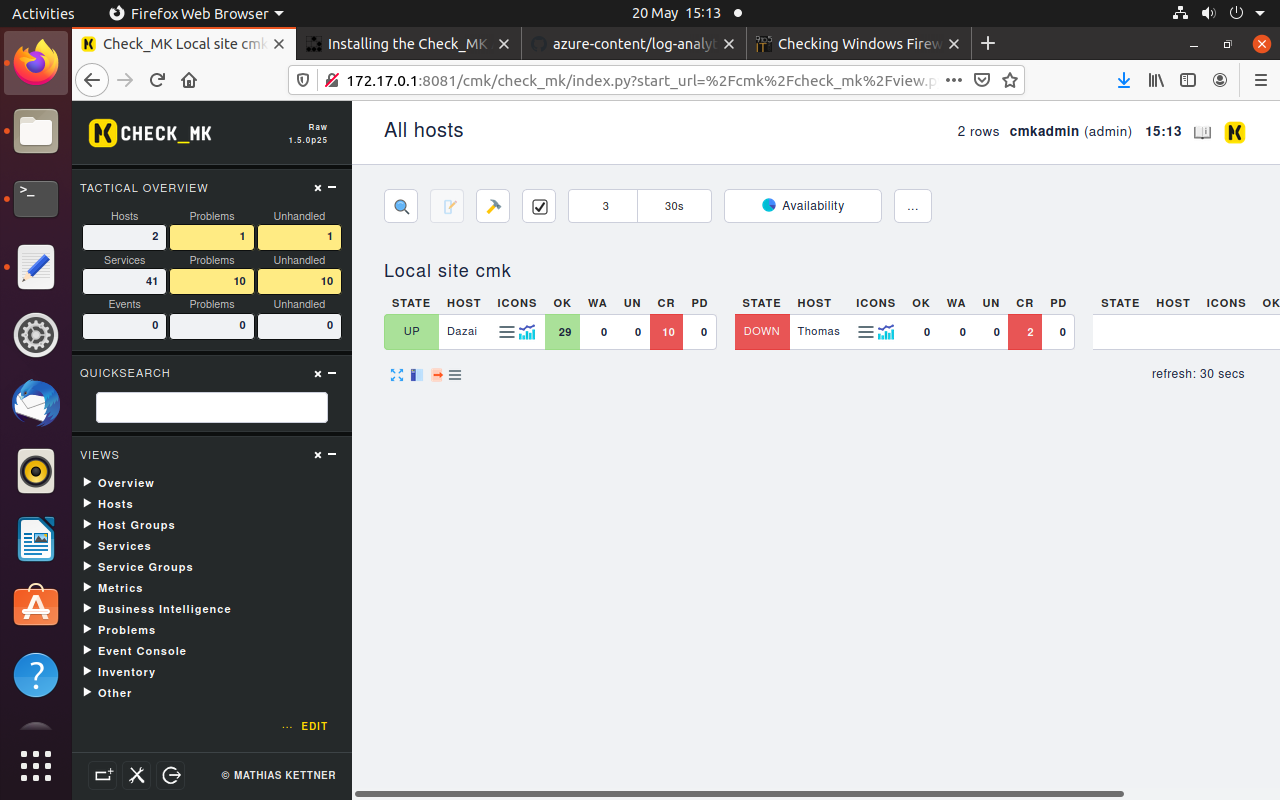 Activities Firefox Web Browser 20 May 15:13
Check_MK Local site cmk Installing the Check_MK azure-content/log-analyt Checking Windows Firew
172.17.0.1:8081/cmk/check_mk/index.py?start_url=%2Fcmk%2Fcheck_mk%2Fview.p
CHECK_MK Raw
1.5.0p25
All hosts 2 rows cmkadmin (admin) 15:13
TACTICAL OVERVIEW
Hosts Problems Unhandled
2 1 1
Services Problems Unhandled
41 10 10
Events Problems Unhandled
0 0 0
QUICKSEARCH
VIEWS
Overview
Hosts
Host Groups
Services
Service Groups
Metrics
Business Intelligence
Problems
Event Console
Inventory
Other
... EDIT
© MATHIAS KETTNER
3 30s Availability ...
Local site cmk
STATE HOST ICONS OK WA UN CR PD STATE HOST ICONS OK WA UN CR PD STATE HOST ICONS OK
UP Dazai 29 0 0 10 0 DOWN Thomas 0 0 0 2 0
refresh: 30 secs